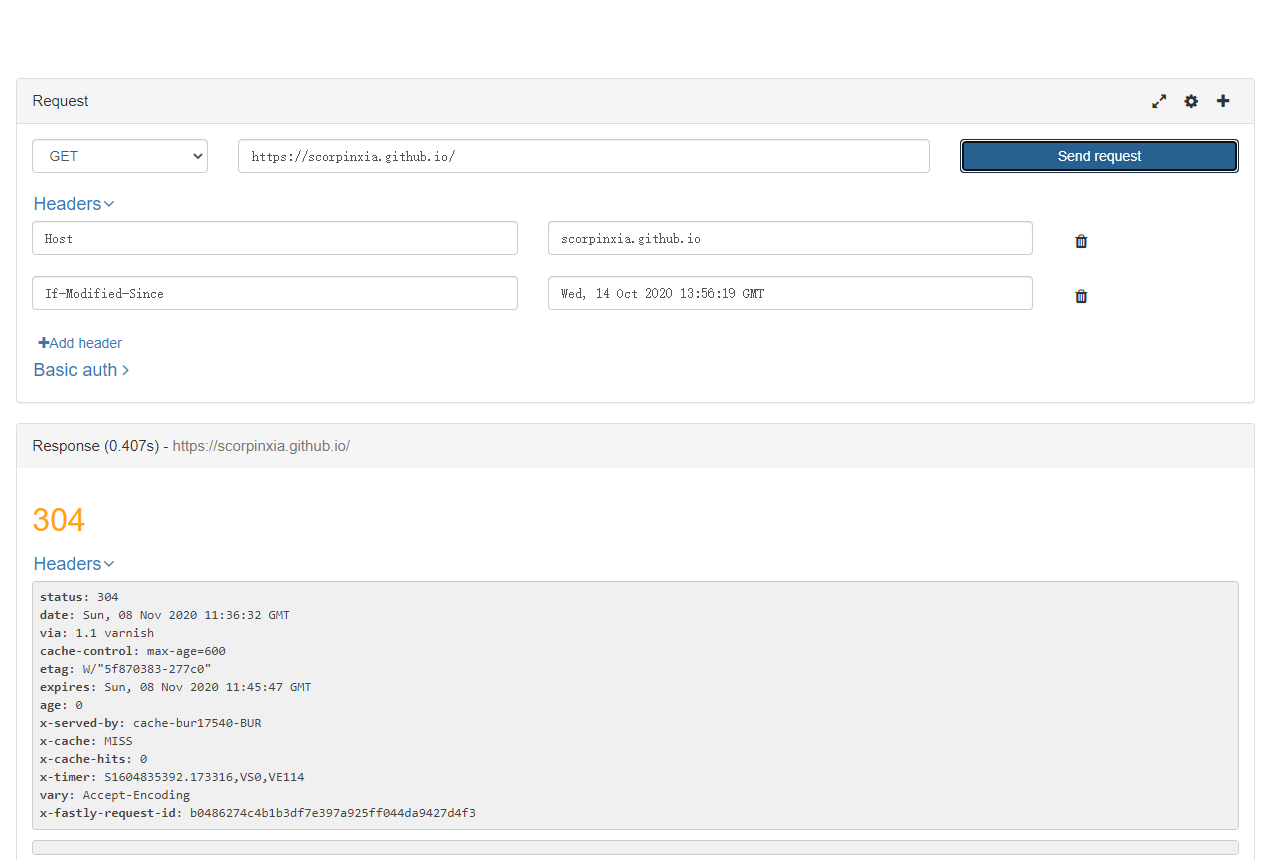 Request
GET
https://scorpinxia.github.io/
Send request
Headers
Host
scorpinxia.github.io
If-Modified-Since
Wed, 14 Oct 2020 13:56:19 GMT
Add header
Basic auth
Response (0.407s) - https://scorpinxia.github.io/
304
Headers
status: 304
date: Sun, 08 Nov 2020 11:36:32 GMT
via: 1.1 varnish
cache-control: max-age=600
etag: W/"5f870383-277c0"
expires: Sun, 08 Nov 2020 11:45:47 GMT
age: 0
x-served-by: cache-bur17540-BUR
x-cache: MISS
x-cache-hits: 0
x-timer: S1604835392.173316,VS0,VE114
vary: Accept-Encoding
x-fastly-request-id: b0486274c4b1b3df7e397a925ff044da9427d4f3